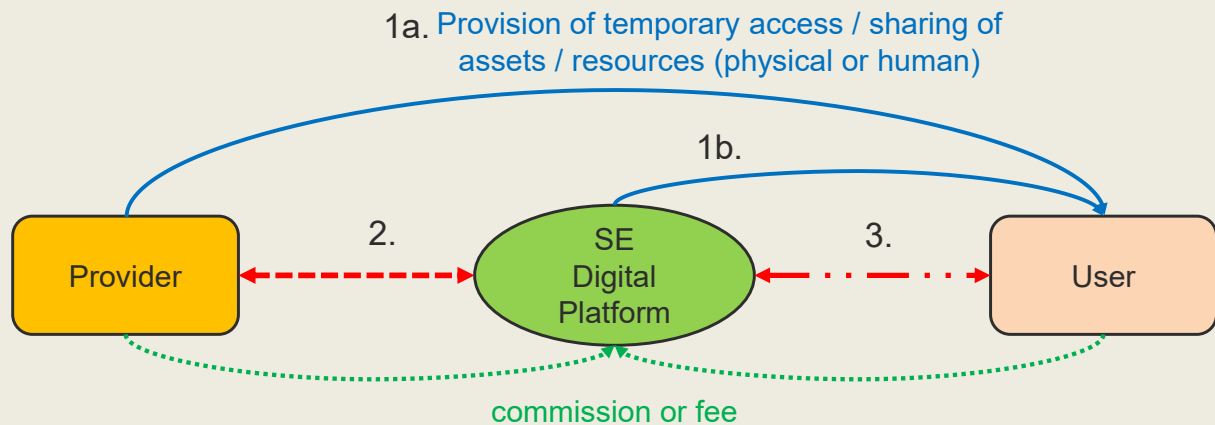 1a. Provision of temporary access / sharing of
assets / resources (physical or human)
1b.
2.
3.
Provider
SE
Digital
Platform
User
commission or fee